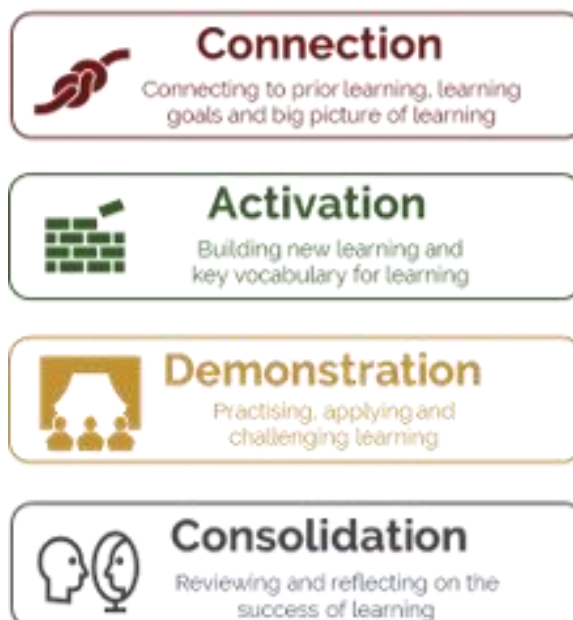 Connection
Connecting to prior learning, learning
goals and big picture of learning
Activation
Building new learning and
key vocabulary for learning
Demonstration
Practising, applying and
challenging learning
Consolidation
Reviewing and reflecting on the
success of learning